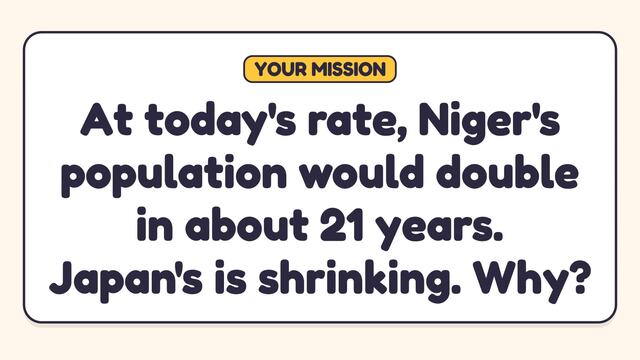 YOUR MISSION
At today's rate, Niger's
population would double
in about 21 years.
Japan's is shrinking. Why?